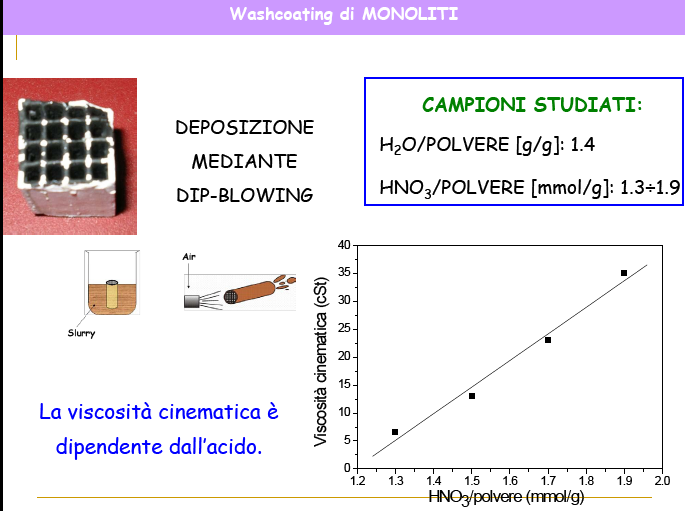 Washcoating di MONOLITI
DEPOSIZIONE
MEDIANTE
DIP-BLOWING
CAMPIONI STUDIATI:
H₂O/POLVERE [g/g]: 1.4
HNO₃/POLVERE [mmol/g]: 1.3÷1.9
Air
Slurry
La viscosità cinematica è
dipendente dall'acido.
Viscosità cinematica (cSt)
40
35
30
25
20
15
10
5
0
1.2 1.3 1.4 1.5 1.6 1.7 1.8 1.9 2.0
HNO₃/polvere (mmol/g)